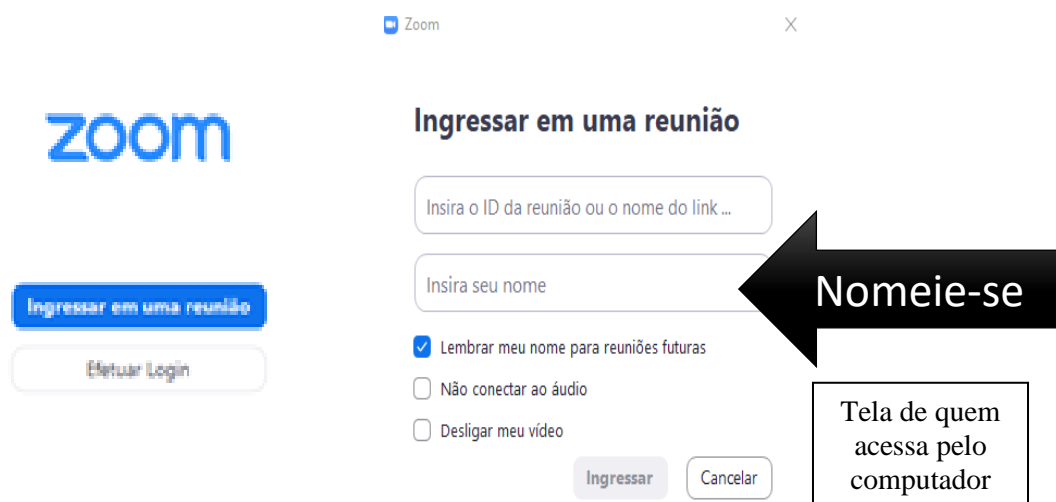 zoom
Ingressar em uma reunião
Efetuar Login
Zoom
Ingressar em uma reunião
Insira o ID da reunião ou o nome do link ...
Insira seu nome
Lembrar meu nome para reuniões futuras
Não conectar ao áudio
Desligar meu vídeo
Ingressar
Cancelar
Nomeie-se
Tela de quem
acessa pelo
computador